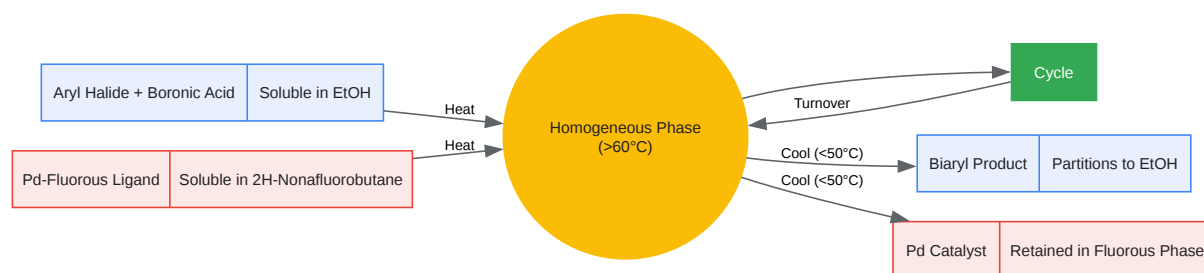 Aryl Halide + Boronic Acid
Soluble in EtOH
Heat
Pd-Fluorous Ligand
Soluble in 2H-Nonafluorobutane
Heat
Homogeneous Phase
(>60°C)
Cycle
Turnover
Cool (<50°C)
Biaryl Product
Partitions to EtOH
Cool (<50°C)
Pd Catalyst
Retained in Fluorous Phase